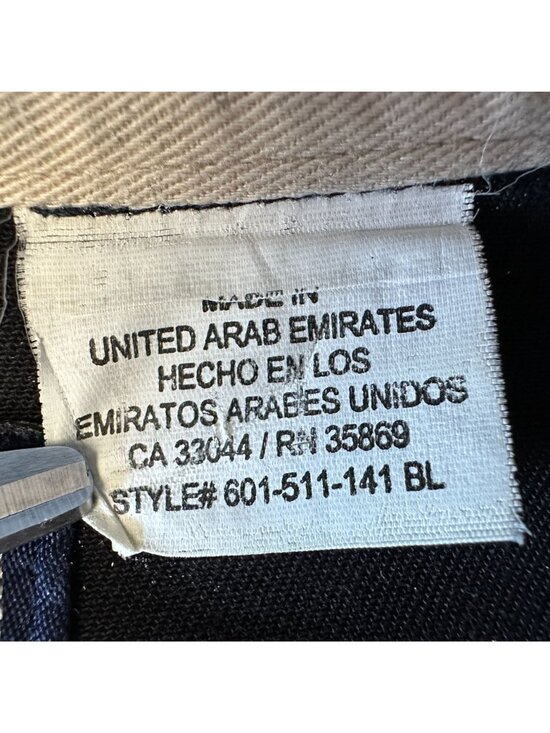 MADE IN
UNITED ARAB EMIRATES
HECHO EN LOS
EMIRATOS ARABES UNIDOS
CA 33044 / RN 35869
STYLE# 601-511-141 BL